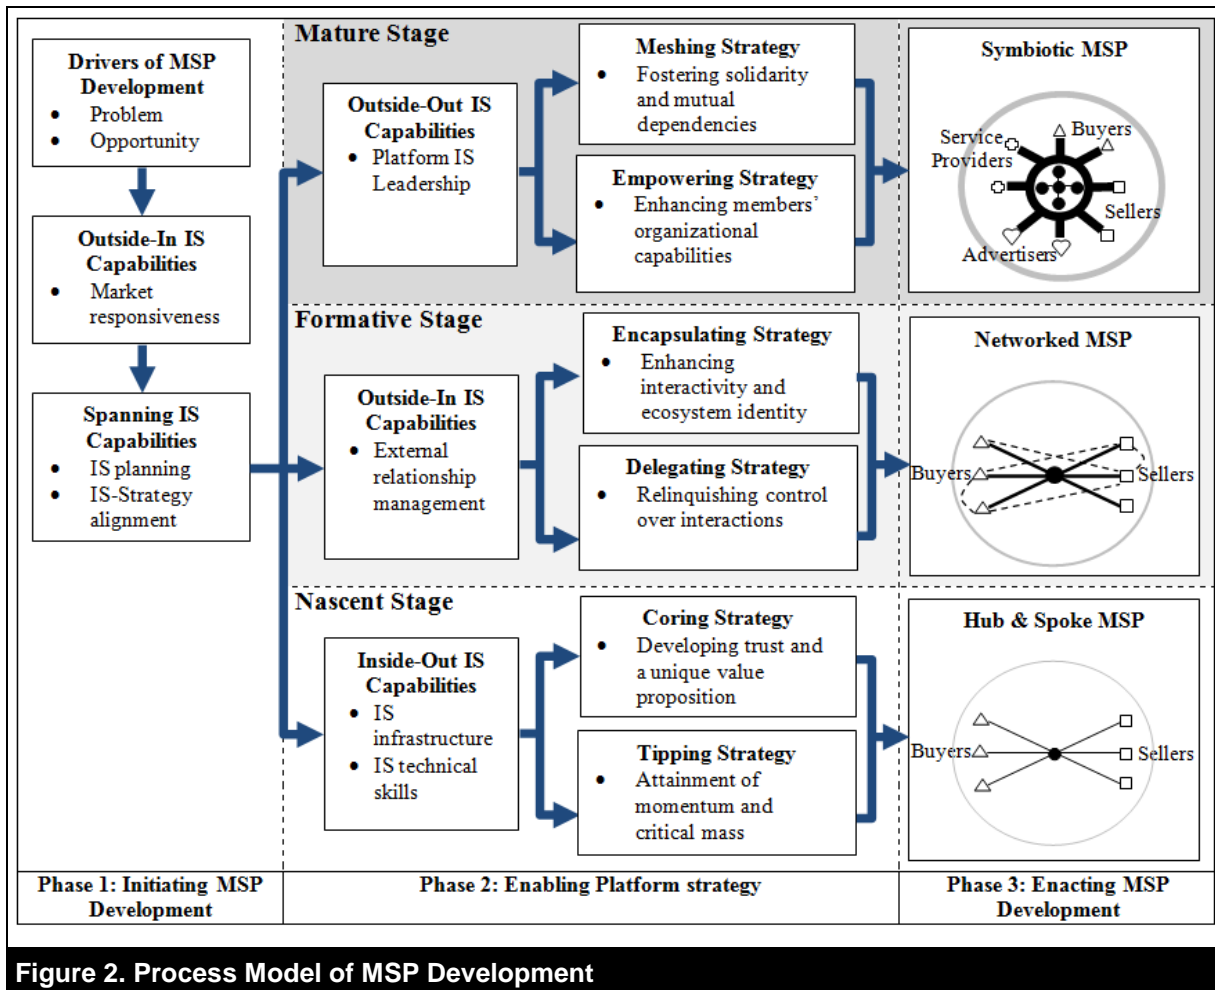 Drivers of MSP
Development
• Problem
• Opportunity
Outside-In IS
Capabilities
• Market
responsiveness
Spanning IS
Capabilities
• IS planning
• IS-Strategy
alignment
Mature Stage
Outside-Out IS
Capabilities
• Platform IS
Leadership
Meshing Strategy
• Fostering solidarity
and mutual
dependencies
Empowering Strategy
• Enhancing members’
organizational
capabilities
Symbiotic MSP
Buyers
Service
Providers
Sellers
Advertisers
Formative Stage
Outside-In IS
Capabilities
• External
relationship
management
Encapsulating Strategy
• Enhancing
interactivity and
ecosystem identity
Delegating Strategy
• Relinquishing control
over interactions
Networked MSP
Buyers
Sellers
Nascent Stage
Inside-Out IS
Capabilities
• IS
infrastructure
• IS technical
skills
Coring Strategy
• Developing trust and
a unique value
proposition
Tipping Strategy
• Attainment of
momentum and
critical mass
Hub & Spoke MSP
Buyers
Sellers
Phase 1: Initiating MSP
Development
Phase 2: Enabling Platform strategy
Phase 3: Enacting MSP
Development
Figure 2. Process Model of MSP Development